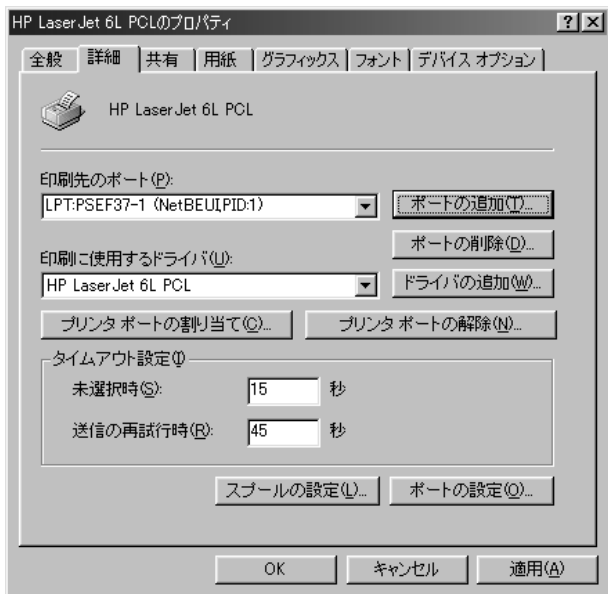 HP LaserJet 6L PCLのプロパティ
全般 詳細 共有 用紙 グラフィックス フォント デバイス オプション
HP LaserJet 6L PCL
印刷先のポート(P):
LPT:PSEF37-1 (NetBEUI,PID:1) ポートの追加(T)...
ポートの削除(D)...
印刷に使用するドライバ(U):
HP LaserJet 6L PCL ドライバの追加(W)...
プリンタ ポートの割り当て(C)... プリンタ ポートの解除(N)...
タイムアウト設定(I)
未選択時(S): 15 秒
送信の再試行時(R): 45 秒
スプールの設定(L)... ポートの設定(O)...
OK キャンセル 適用(A)